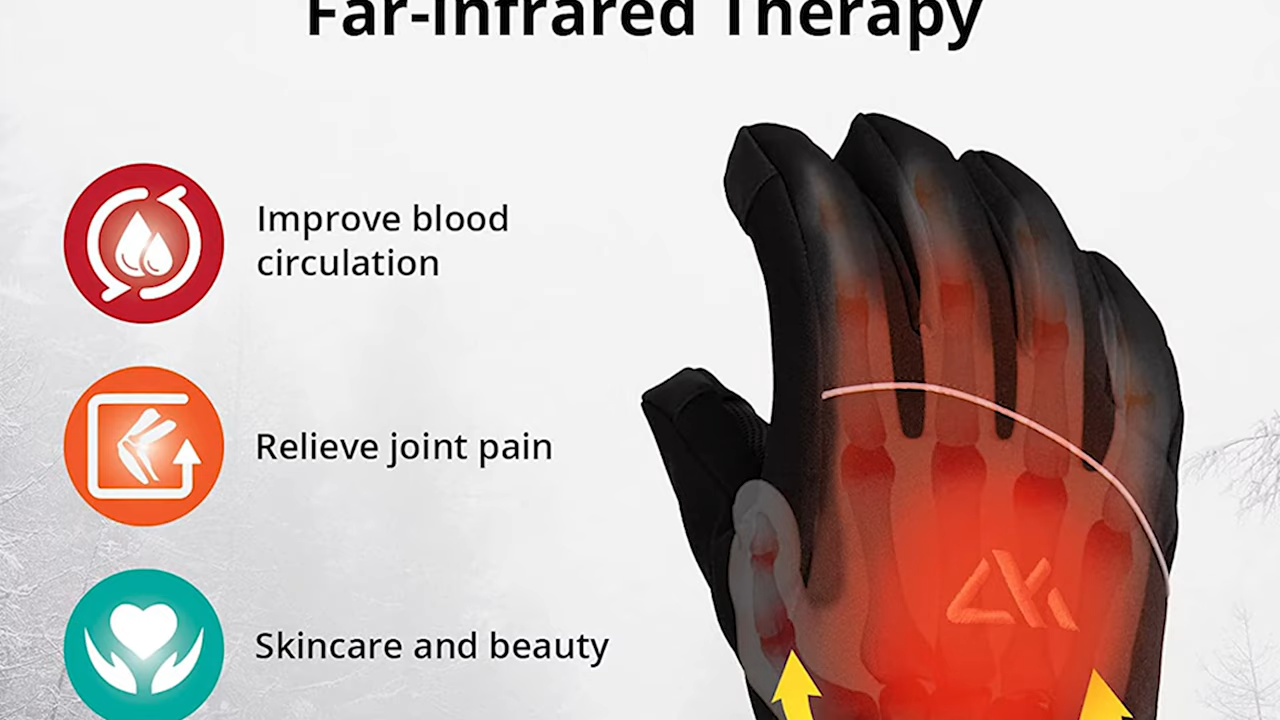 Far-Infrared Therapy
Improve blood
circulation
Relieve joint pain
Skincare and beauty